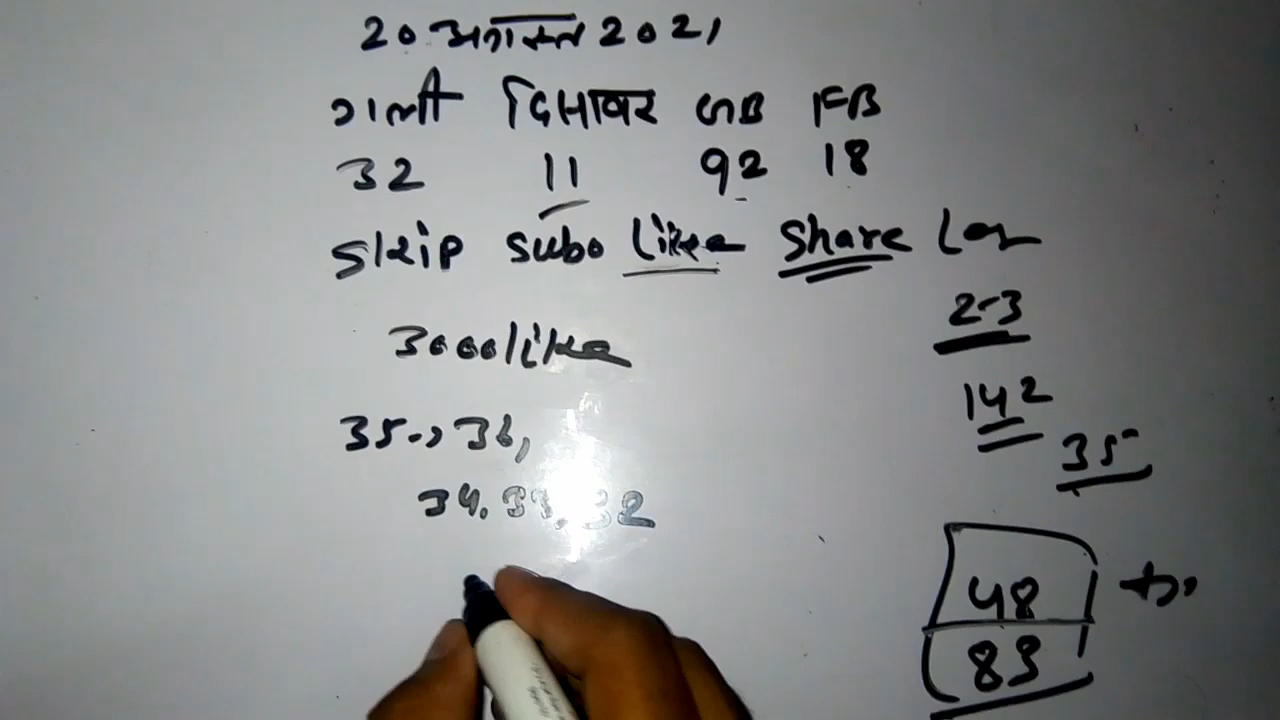 20 अगस्त 2021
गली दिसावर GB FB
32 11 92 18
Skip Subo like Share
2-3
3000 like
142
35 -> 36,
35
34. 33. 32
48
83